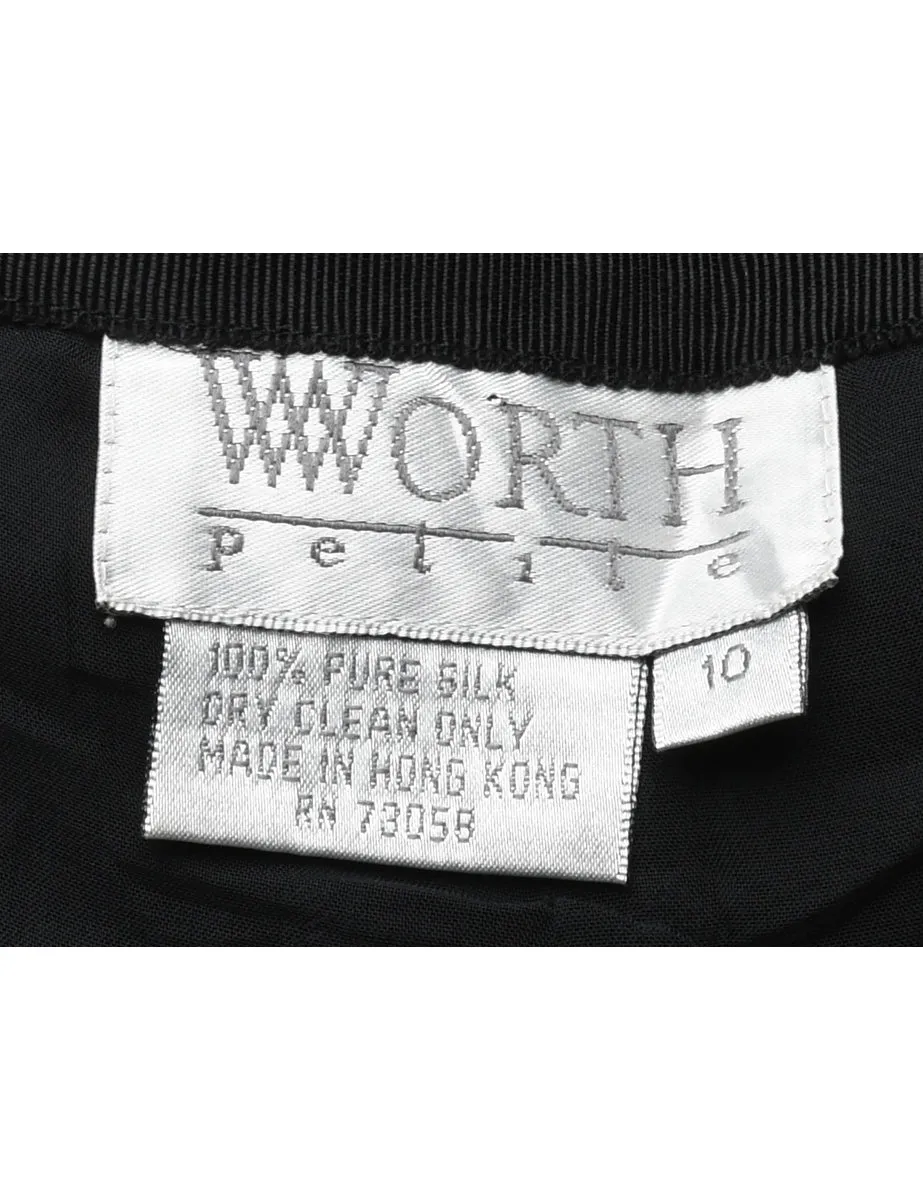 WORTH
petite
100% PURE SILK
DRY CLEAN ONLY
MADE IN HONG KONG
RN 73058
10